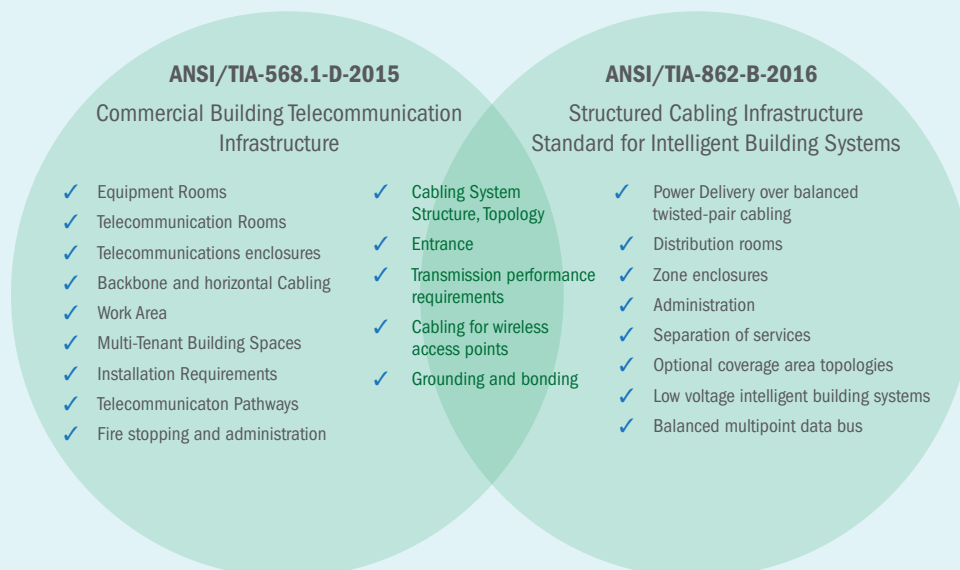 ANSI/TIA-568.1-D-2015
Commercial Building Telecommunication
Infrastructure
✓ Equipment Rooms
✓ Telecommunication Rooms
✓ Telecommunications enclosures
✓ Backbone and horizontal Cabling
✓ Work Area
✓ Multi-Tenant Building Spaces
✓ Installation Requirements
✓ Telecommunicaton Pathways
✓ Fire stopping and administration
✓ Cabling System
Structure, Topology
✓ Entrance
✓ Transmission performance
requirements
✓ Cabling for wireless
access points
✓ Grounding and bonding
ANSI/TIA-862-B-2016
Structured Cabling Infrastructure
Standard for Intelligent Building Systems
✓ Power Delivery over balanced
twisted-pair cabling
✓ Distribution rooms
✓ Zone enclosures
✓ Administration
✓ Separation of services
✓ Optional coverage area topologies
✓ Low voltage intelligent building systems
✓ Balanced multipoint data bus